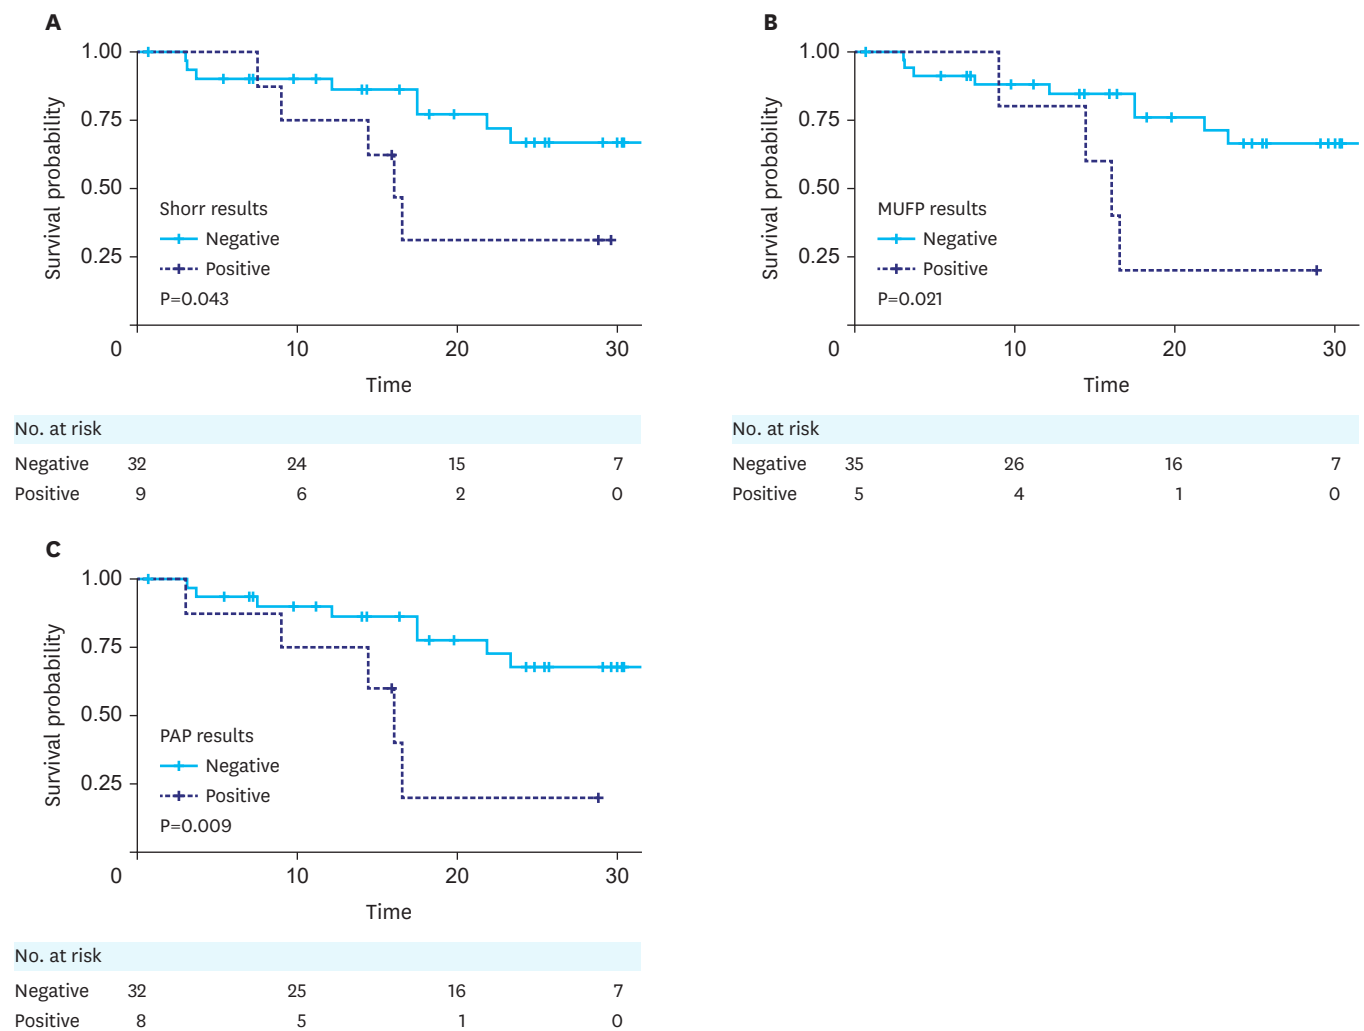 A
1.00
0.75
0.50
0.25
0
10
20
30
Survival probability
Time
Shorr results
Negative
Positive
P=0.043
No. at risk
Negative 32 24 15 7
Positive 9 6 2 0
B
1.00
0.75
0.50
0.25
0
10
20
30
Survival probability
Time
MUFP results
Negative
Positive
P=0.021
No. at risk
Negative 35 26 16 7
Positive 5 4 1 0
C
1.00
0.75
0.50
0.25
0
10
20
30
Survival probability
Time
PAP results
Negative
Positive
P=0.009
No. at risk
Negative 32 25 16 7
Positive 8 5 1 0